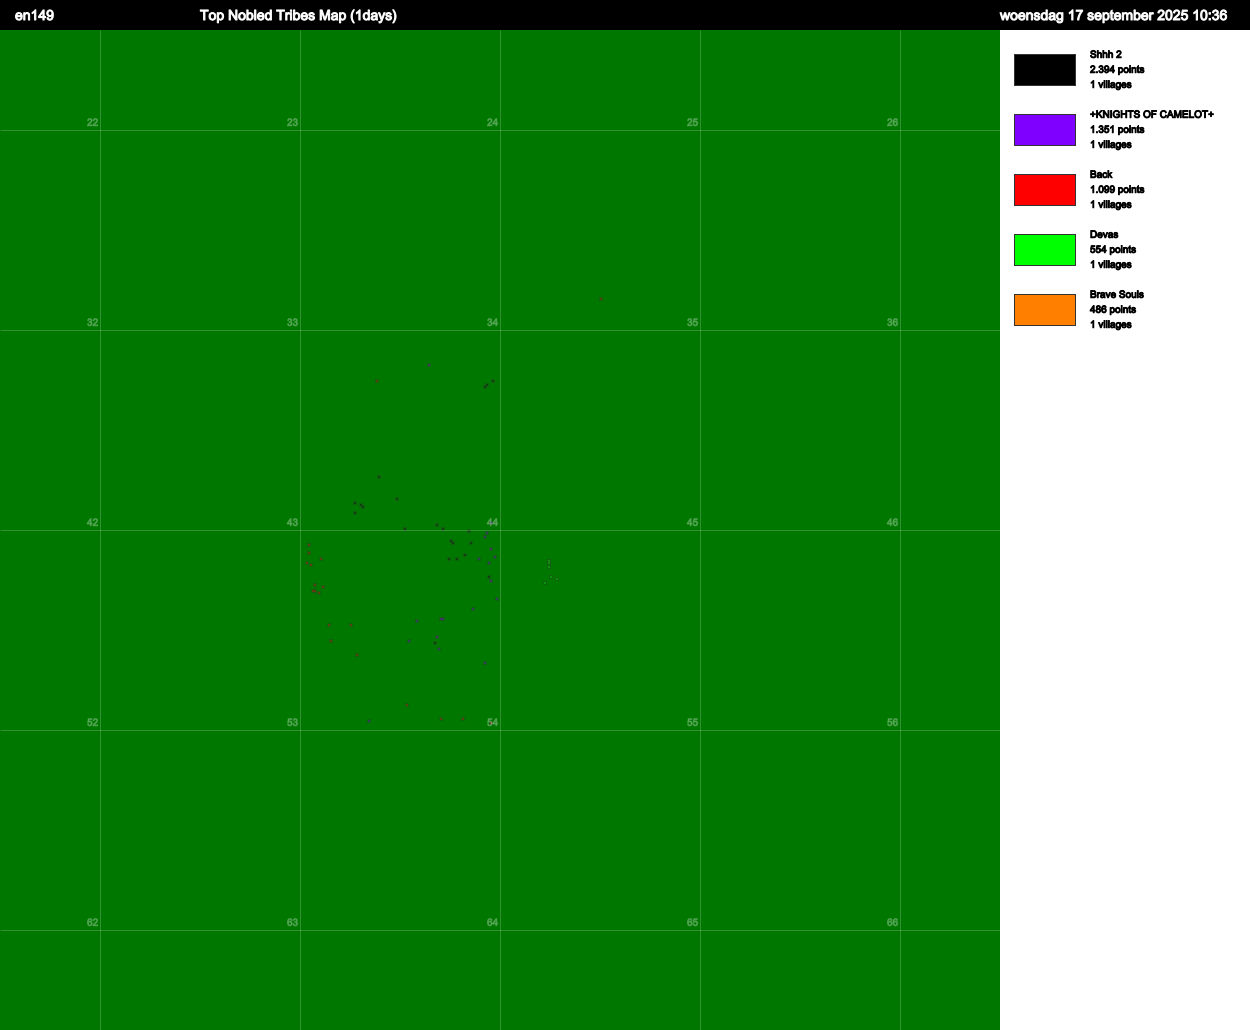 en149
Top Nobled Tribes Map (1days)
woensdag 17 september 2025 10:36
Shhh 2
2.394 points
1 villages
+KNIGHTS OF CAMELOT+
1.351 points
1 villages
Back
1.099 points
1 villages
Devas
554 points
1 villages
Brave Souls
486 points
1 villages
22 23 24 25 26
32 33 34 35 36
42 43 44 45 46
52 53 54 55 56
62 63 64 65 66